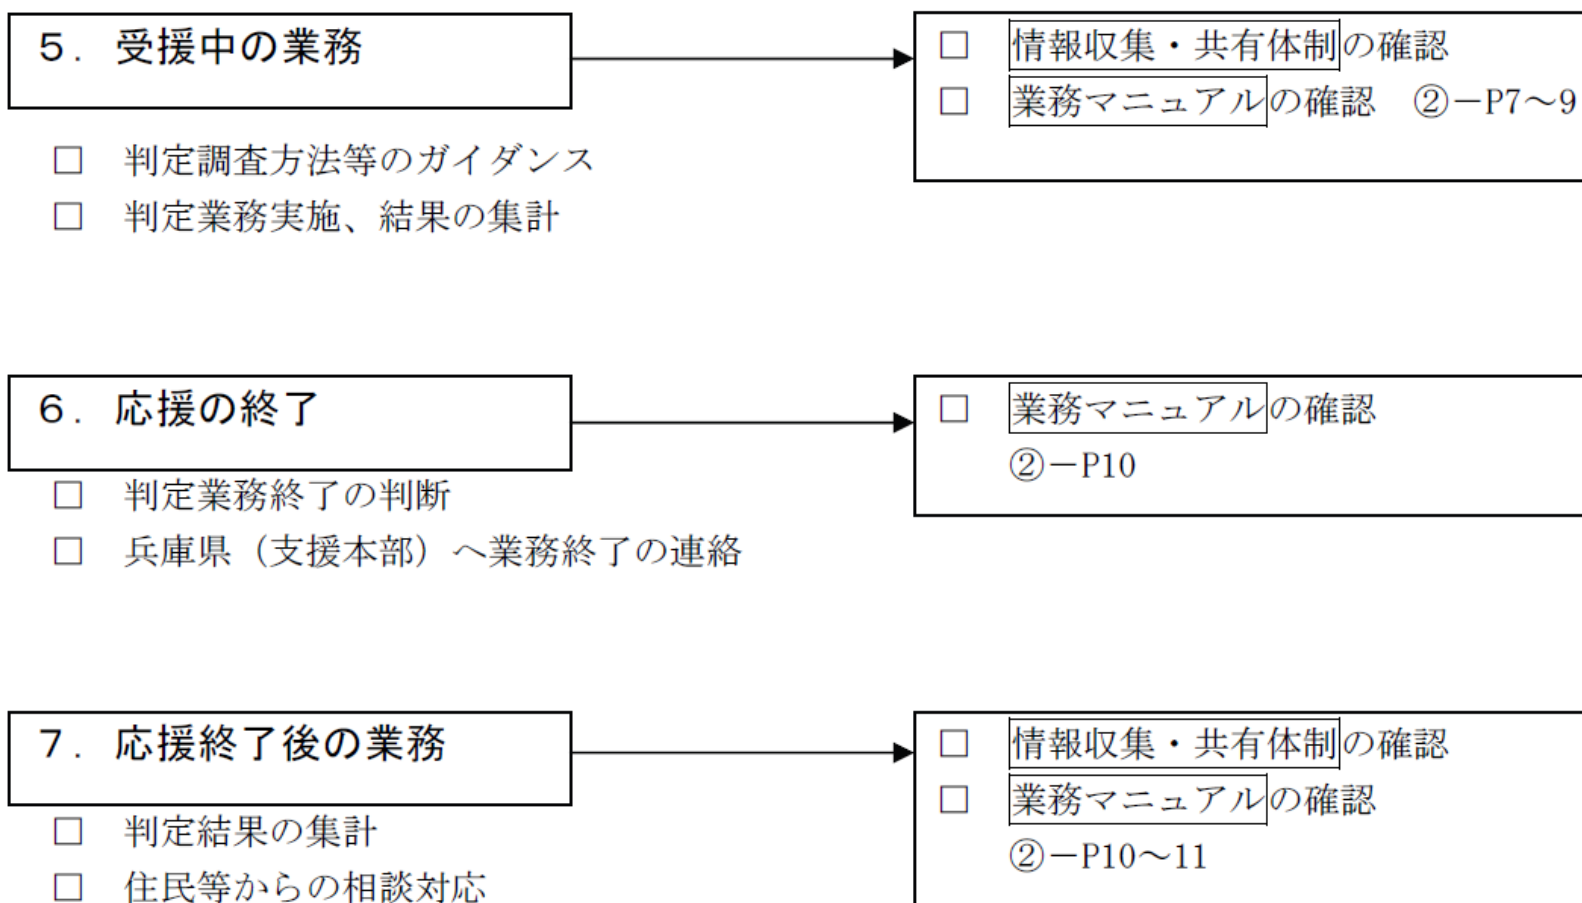 ５．受援中の業務
□ 情報収集・共有体制の確認
□ 業務マニュアルの確認 ②－P7～9
□ 判定調査方法等のガイダンス
□ 判定業務実施、結果の集計
６．応援の終了
□ 業務マニュアルの確認
②－P10
□ 判定業務終了の判断
□ 兵庫県（支援本部）へ業務終了の連絡
７．応援終了後の業務
□ 情報収集・共有体制の確認
□ 業務マニュアルの確認
②－P10～11
□ 判定結果の集計
□ 住民等からの相談対応